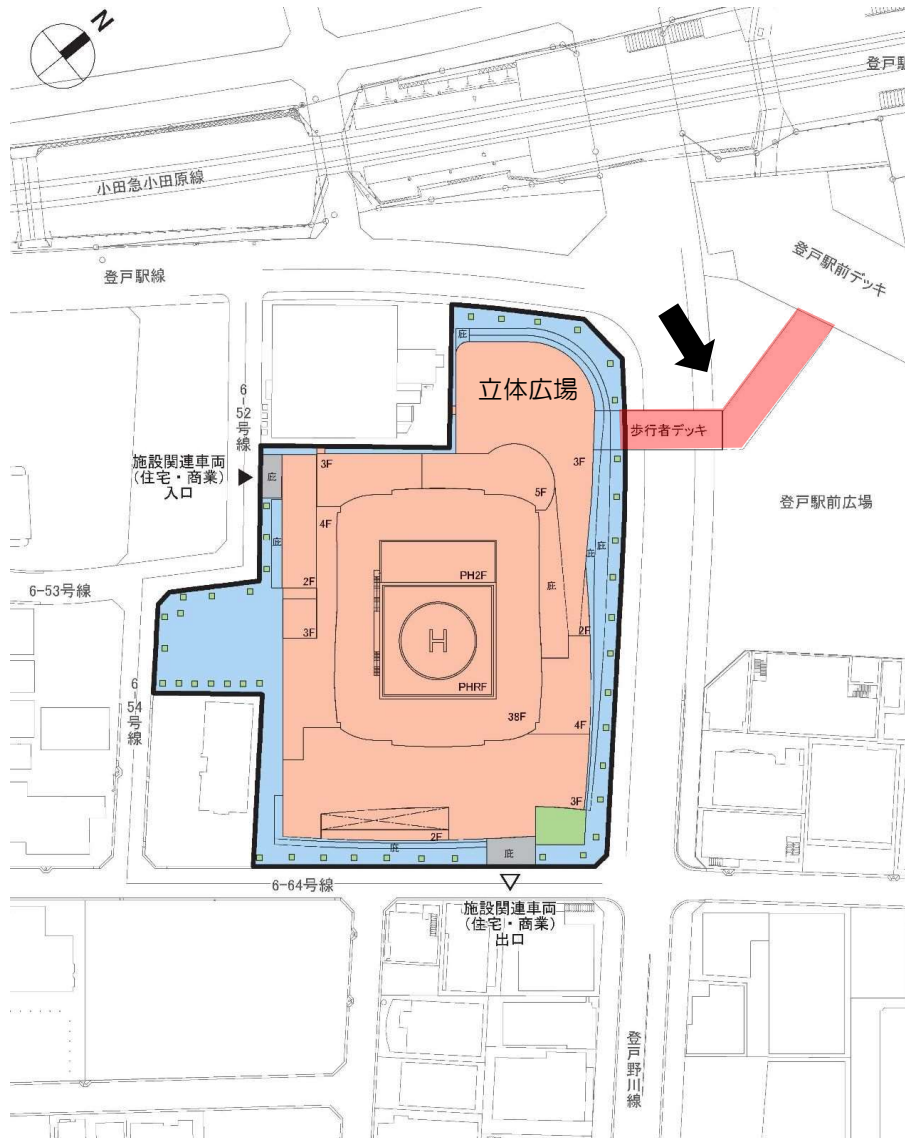 N
登戸駅
小田急小田原線
登戸駅線
登戸駅前デッキ
庇
立体広場
6-52号線
歩行者デッキ
施設関連車両
(住宅・商業)
入口
庇
3F
3F
5F
登戸駅前広場
4F
庇
庇
庇
庇
PH2F
2F
6-53号線
3F
2F
H
PHRF
38F
6-54号線
4F
3F
2F
庇
庇
6-64号線
施設関連車両
(住宅・商業)
出口
登戸野川線